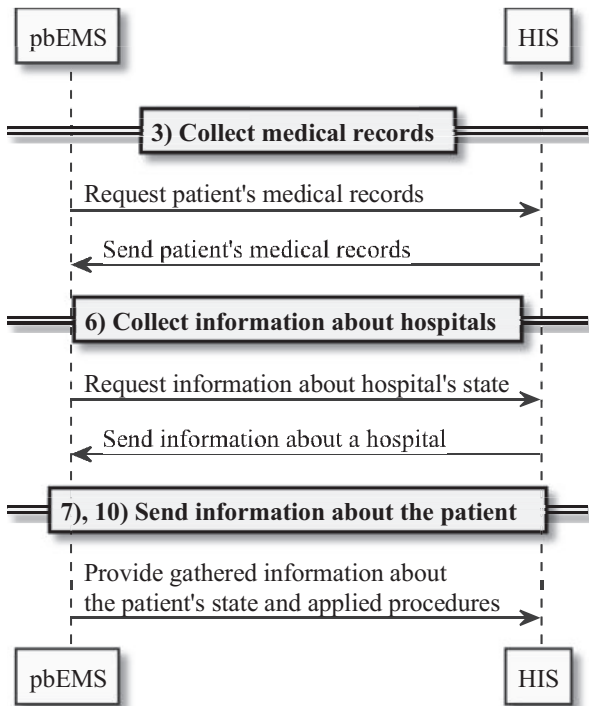 pbEMS HIS
3) Collect medical records
Request patient's medical records
Send patient's medical records
6) Collect information about hospitals
Request information about hospital's state
Send information about a hospital
7), 10) Send information about the patient
Provide gathered information about
the patient's state and applied procedures
pbEMS HIS